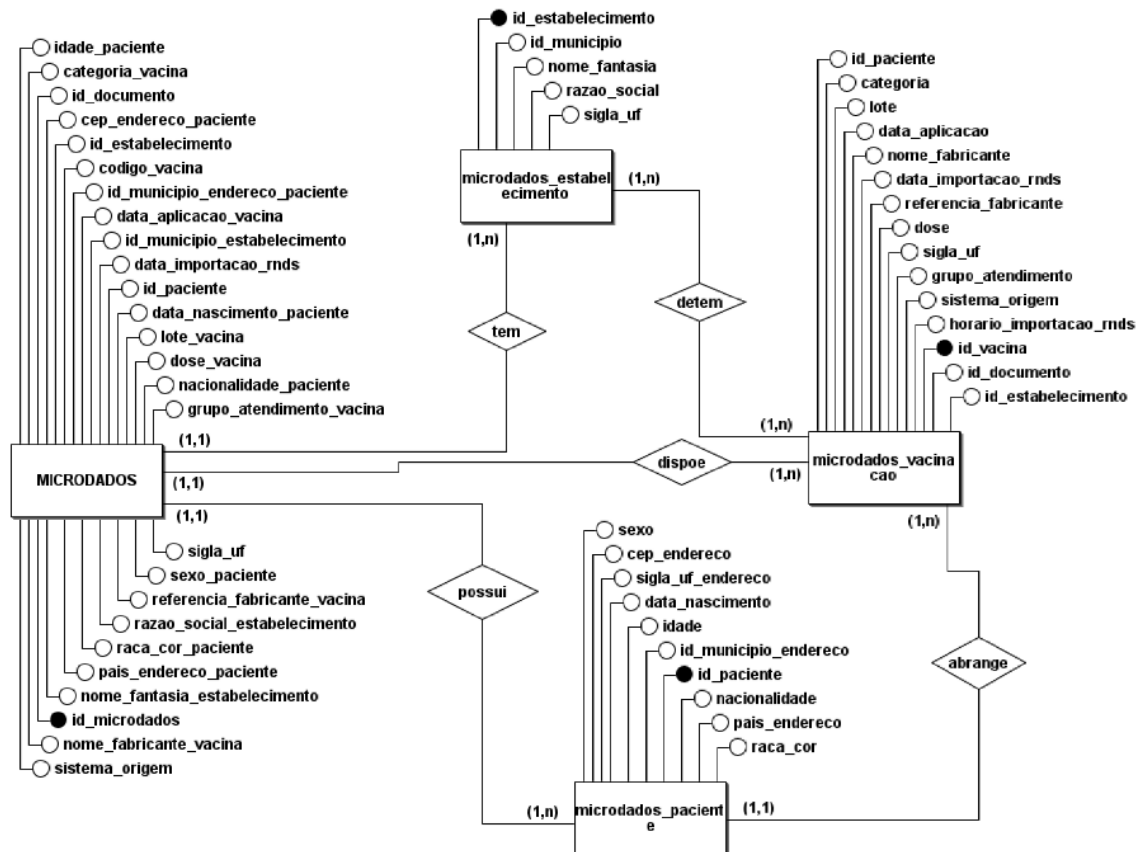 id_estabelecimento
id_municipio
nome_fantasia
razao_social
sigla_uf
microdados_estabel
ecimento
(1,n)
(1,n)
idade_paciente
categoria_vacina
id_documento
cep_endereco_paciente
id_estabelecimento
codigo_vacina
id_municipio_endereco_paciente
data_aplicacao_vacina
id_municipio_estabelecimento
data_importacao_rnds
id_paciente
data_nascimento_paciente
lote_vacina
dose_vacina
nacionalidade_paciente
grupo_atendimento_vacina
MICRODADOS
(1,1)
(1,1)
(1,1)
sigla_uf
sexo_paciente
referencia_fabricante_vacina
razao_social_estabelecimento
raca_cor_paciente
pais_endereco_paciente
nome_fantasia_estabelecimento
id_microdados
nome_fabricante_vacina
sistema_origem
tem
detem
dispoe
possui
abrange
id_paciente
categoria
lote
data_aplicacao
nome_fabricante
data_importacao_rnds
referencia_fabricante
dose
sigla_uf
grupo_atendimento
sistema_origem
horario_importacao_rnds
id_vacina
id_documento
id_estabelecimento
(1,n)
(1,n)
microdados_vacina
cao
(1,n)
sexo
cep_endereco
sigla_uf_endereco
data_nascimento
idade
id_municipio_endereco
id_paciente
nacionalidade
pais_endereco
raca_cor
(1,n)
microdados_pacient
e
(1,1)